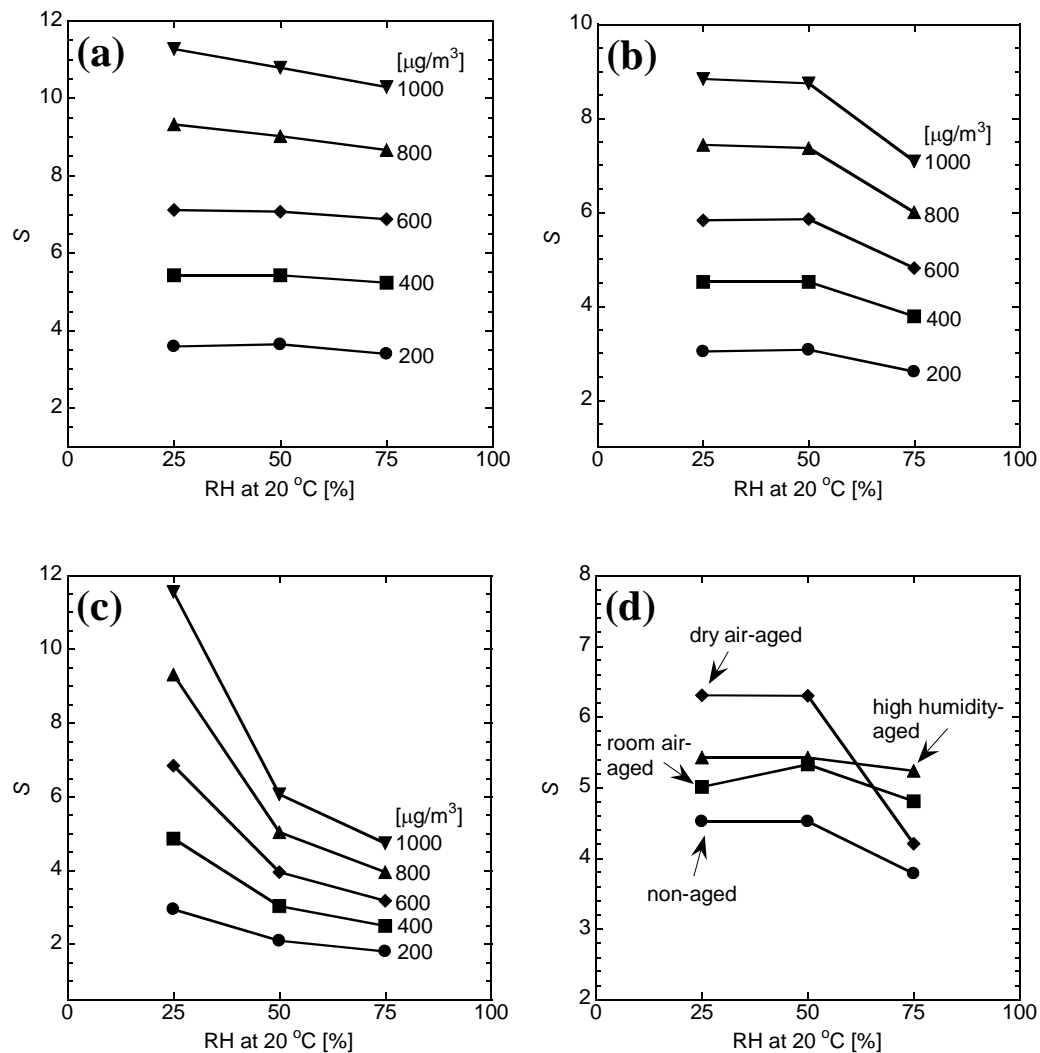 (a)
[μg/m³]
1000
800
600
400
200
12
10
8
6
4
2
S
0
25
50
75
100
RH at 20 °C [%]
(b)
[μg/m³]
1000
800
600
400
200
10
8
6
4
2
S
0
25
50
75
100
RH at 20 °C [%]
(c)
[μg/m³]
1000
800
600
400
200
12
10
8
6
4
2
S
0
25
50
75
100
RH at 20 °C [%]
(d)
dry air-aged
high humidity-
aged
room air-
aged
non-aged
8
7
6
5
4
3
2
S
0
25
50
75
100
RH at 20 °C [%]